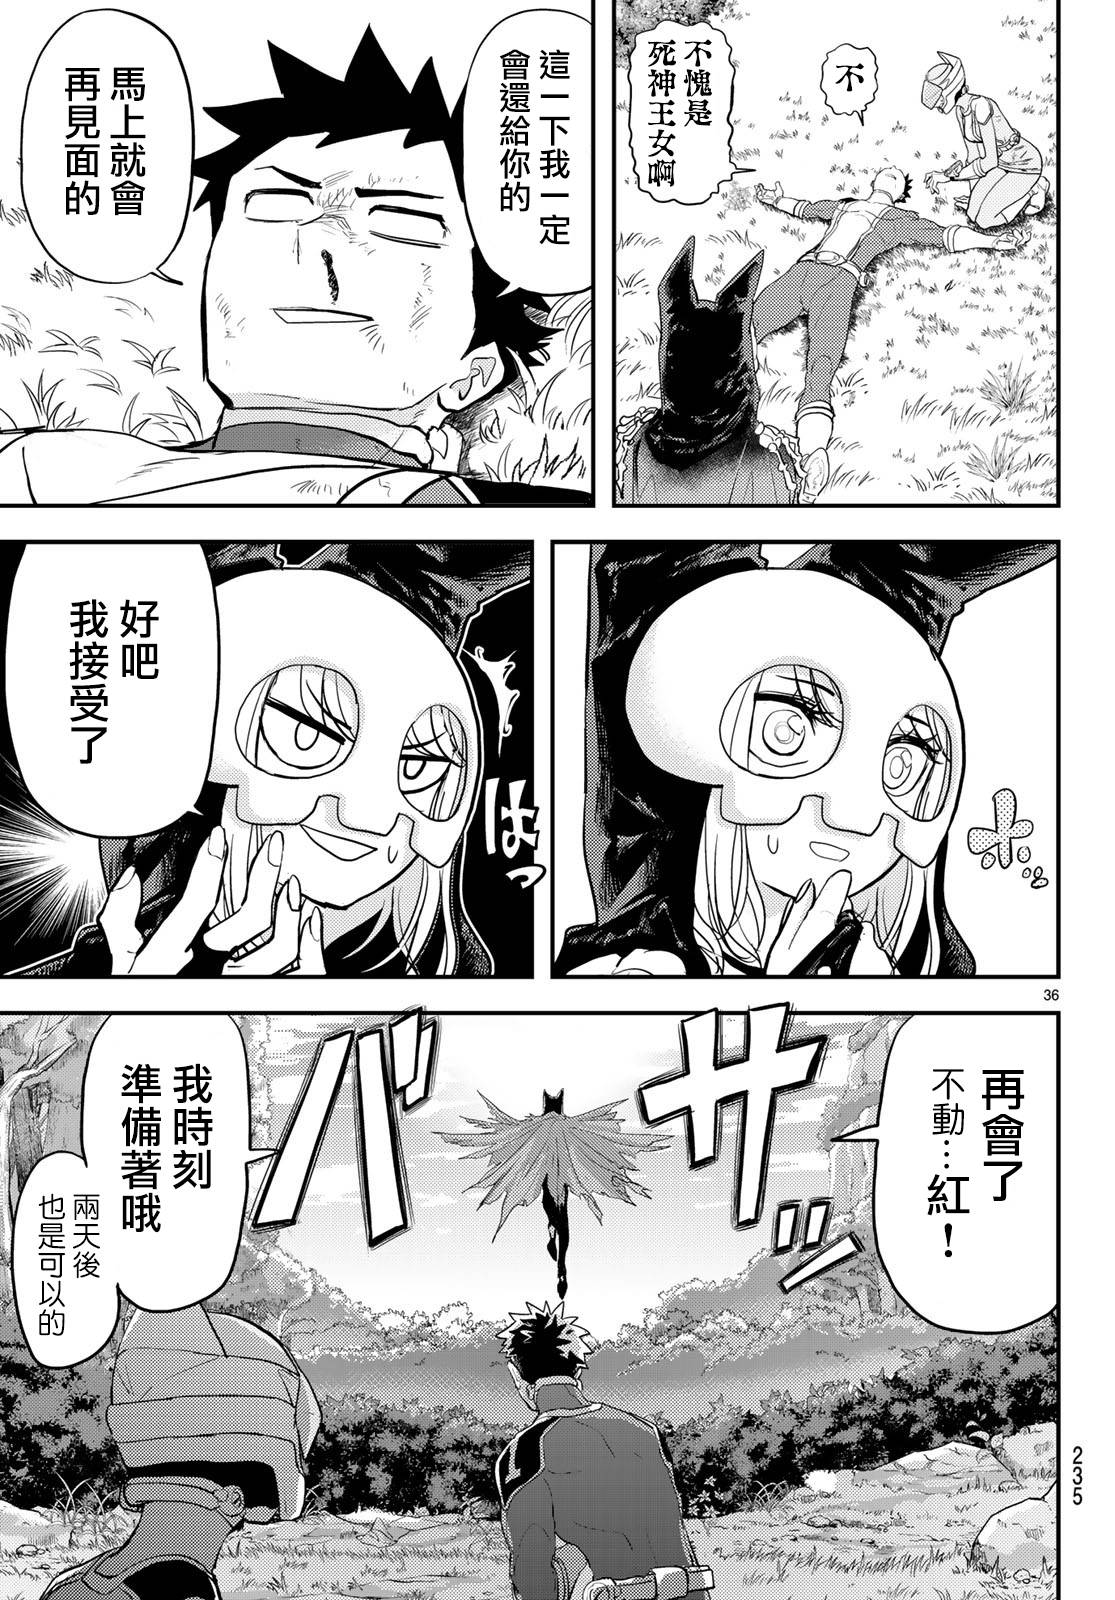 不
不愧是
死神王女啊
這一下我一定
會還給你的
馬上就會
再見面的
ホ
はっ
好吧
我接受了
36
再會了
不動…紅！
バサッ
我時刻
準備著哦
兩天後
也是可以的
1
235